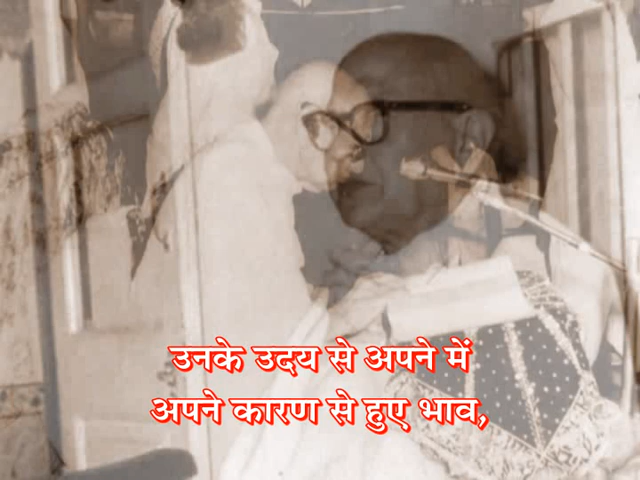 उनके उदय से अपने में
अपने कारण से हुए भाव,